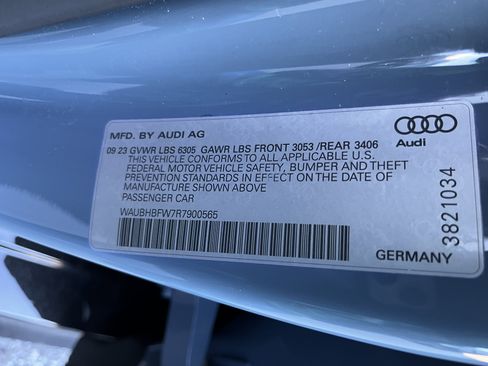 MFD. BY AUDI AG
09 23 GVWR LBS 6305 GAWR LBS FRONT 3053 /REAR 3406
THIS VEHICLE CONFORMS TO ALL APPLICABLE U.S.
FEDERAL MOTOR VEHICLE SAFETY, BUMPER AND THEFT
PREVENTION STANDARDS IN EFFECT ON THE DATE OF
MANUFACTURE SHOWN ABOVE
PASSENGER CAR
WAUBHBFW7R7900565
Audi
GERMANY
3821034